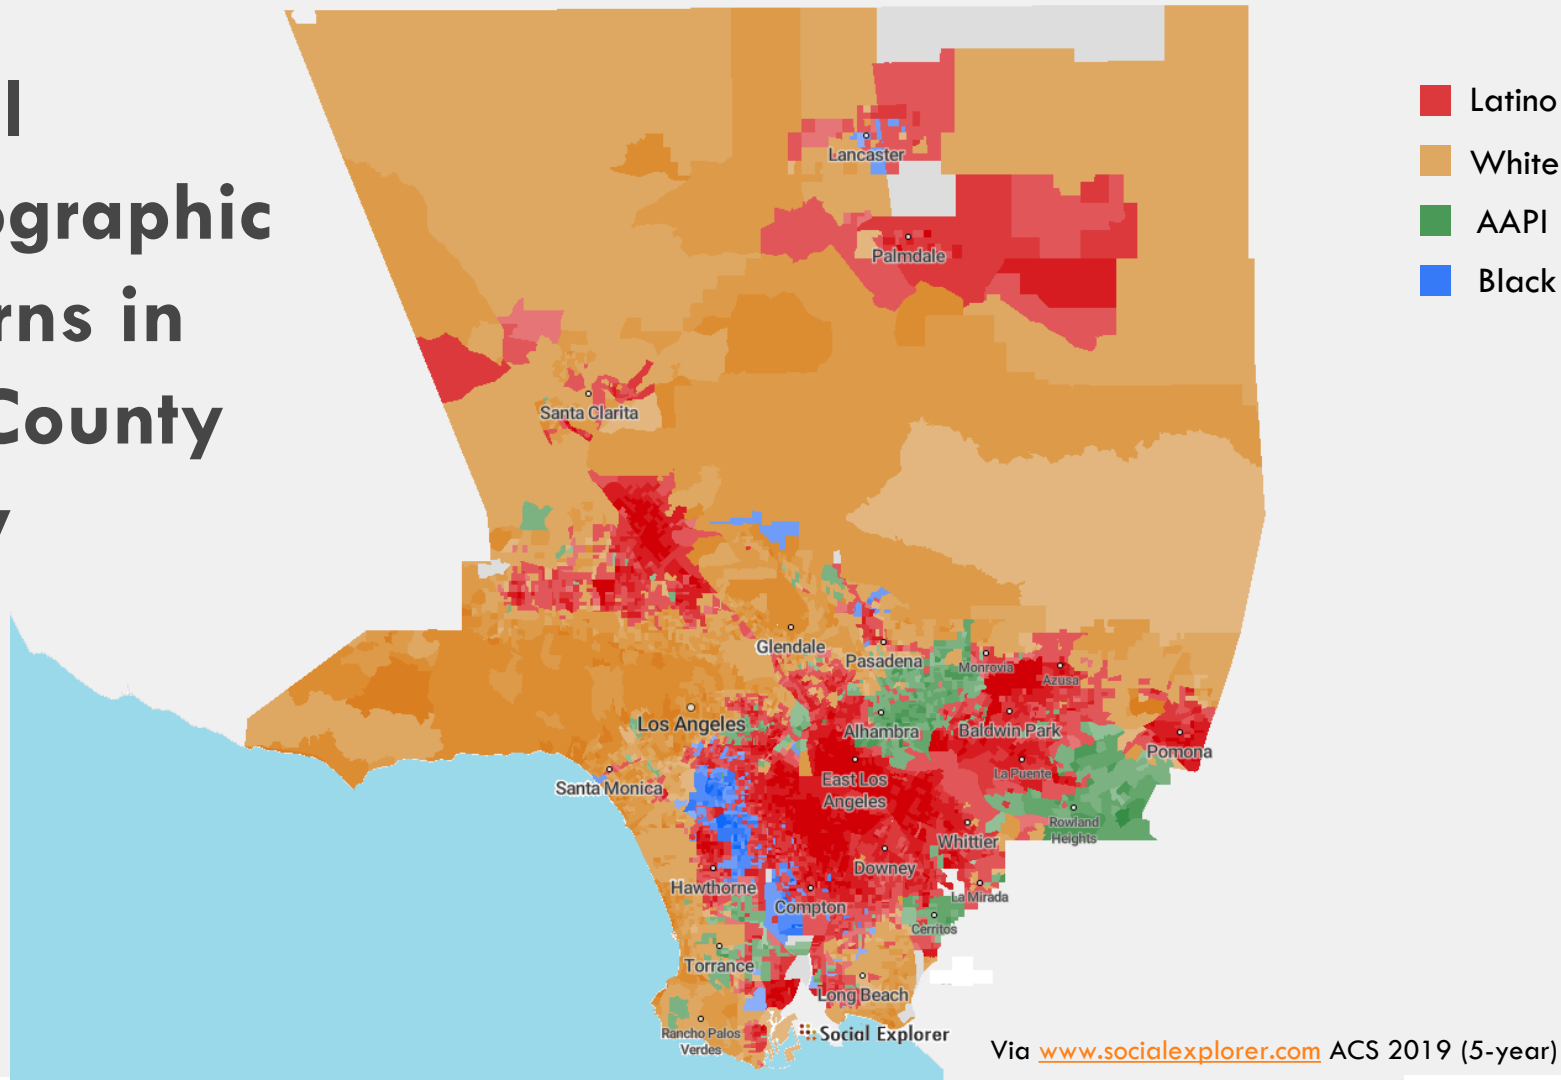 l
ographic
rns in
County
y
Latino
White
AAPI
Black
Lancaster
Palmdale
Santa Clarita
Glendale
Pasadena
Monrovia
Azusa
Los Angeles
Alhambra
Baldwin Park
Pomona
East Los
Angeles
La Puente
Santa Monica
Rowland
Heights
Whittier
Downey
Hawthorne
La Mirada
Compton
Cerritos
Torrance
Long Beach
Rancho Palos
Verdes
Social Explorer
Via www.socialexplorer.com ACS 2019 (5-year)